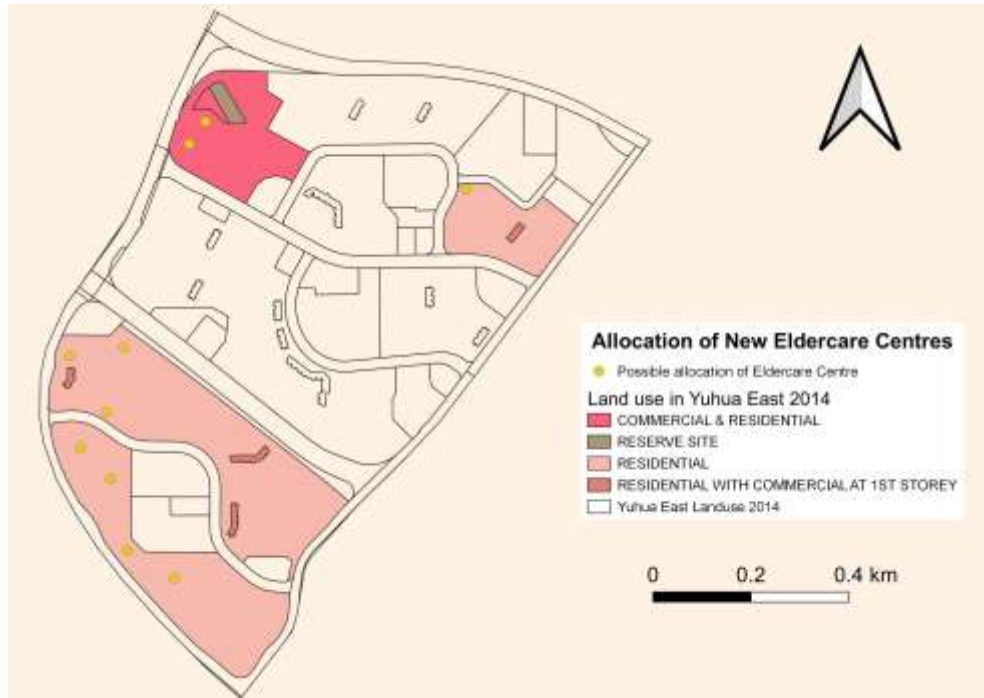 Allocation of New Eldercare Centres
Possible allocation of Eldercare Centre
Land use in Yuhua East 2014
COMMERCIAL & RESIDENTIAL
RESERVE SITE
RESIDENTIAL
RESIDENTIAL WITH COMMERCIAL AT 1ST STOREY
Yuhua East Landuse 2014
0 0.2 0.4 km